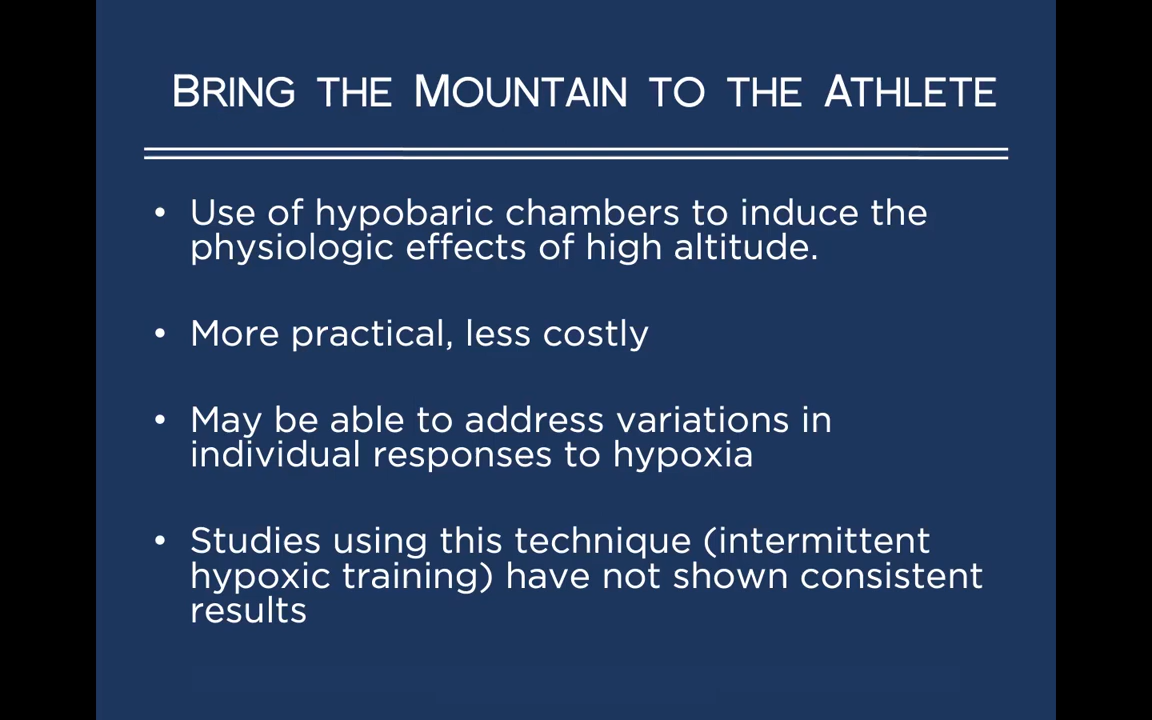 Bring the Mountain to the Athlete
• Use of hypobaric chambers to induce the
physiologic effects of high altitude.
• More practical, less costly
• May be able to address variations in
individual responses to hypoxia
• Studies using this technique (intermittent
hypoxic training) have not shown consistent
results